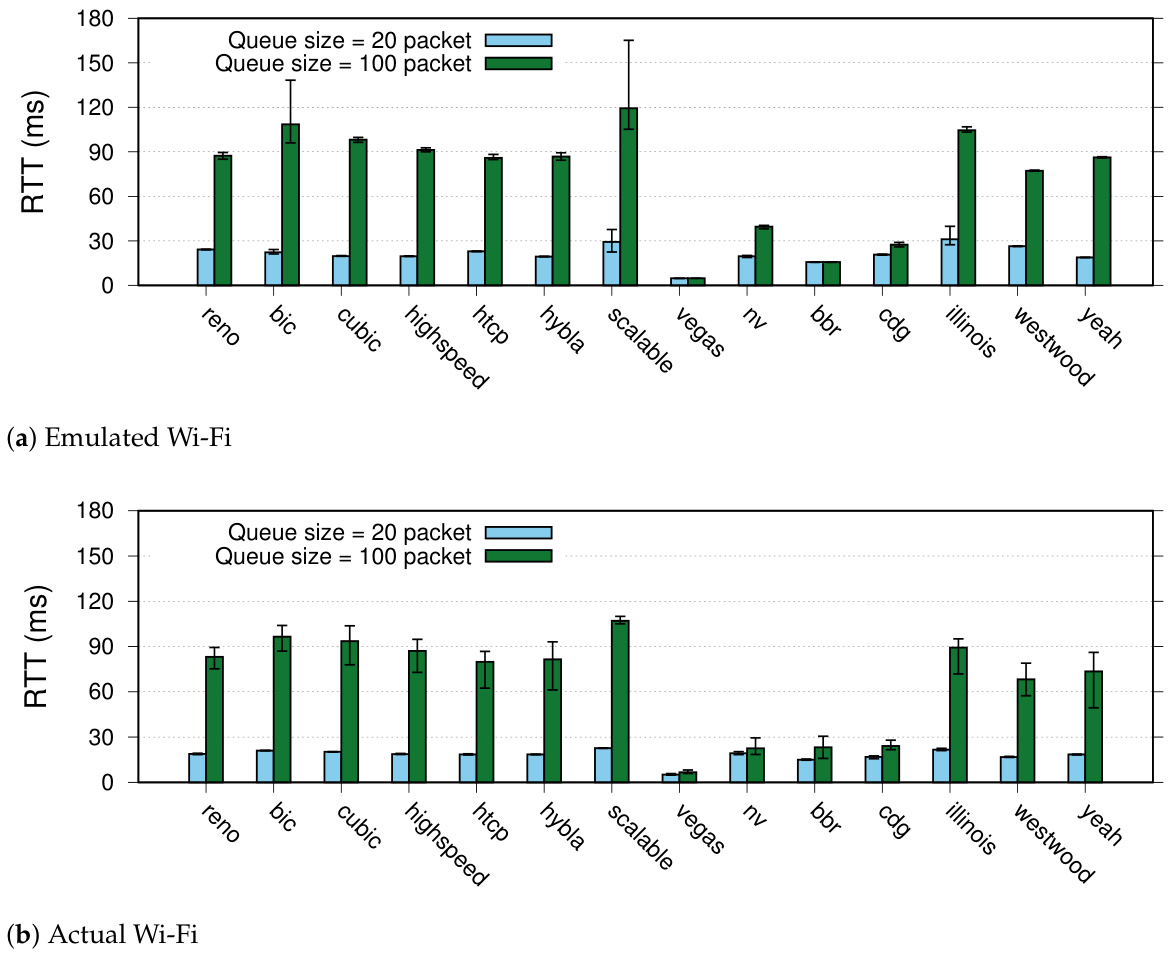 180
150
120
90
60
30
0
RTT (ms)
Queue size = 20 packet
Queue size = 100 packet
reno
bic
cubic
highspeed
htcp
hybla
scalable
vegas
nv
bbr
cdg
illinois
westwood
yeah
(a) Emulated Wi-Fi
180
150
120
90
60
30
0
RTT (ms)
Queue size = 20 packet
Queue size = 100 packet
reno
bic
cubic
highspeed
htcp
hybla
scalable
vegas
nv
bbr
cdg
illinois
westwood
yeah
(b) Actual Wi-Fi